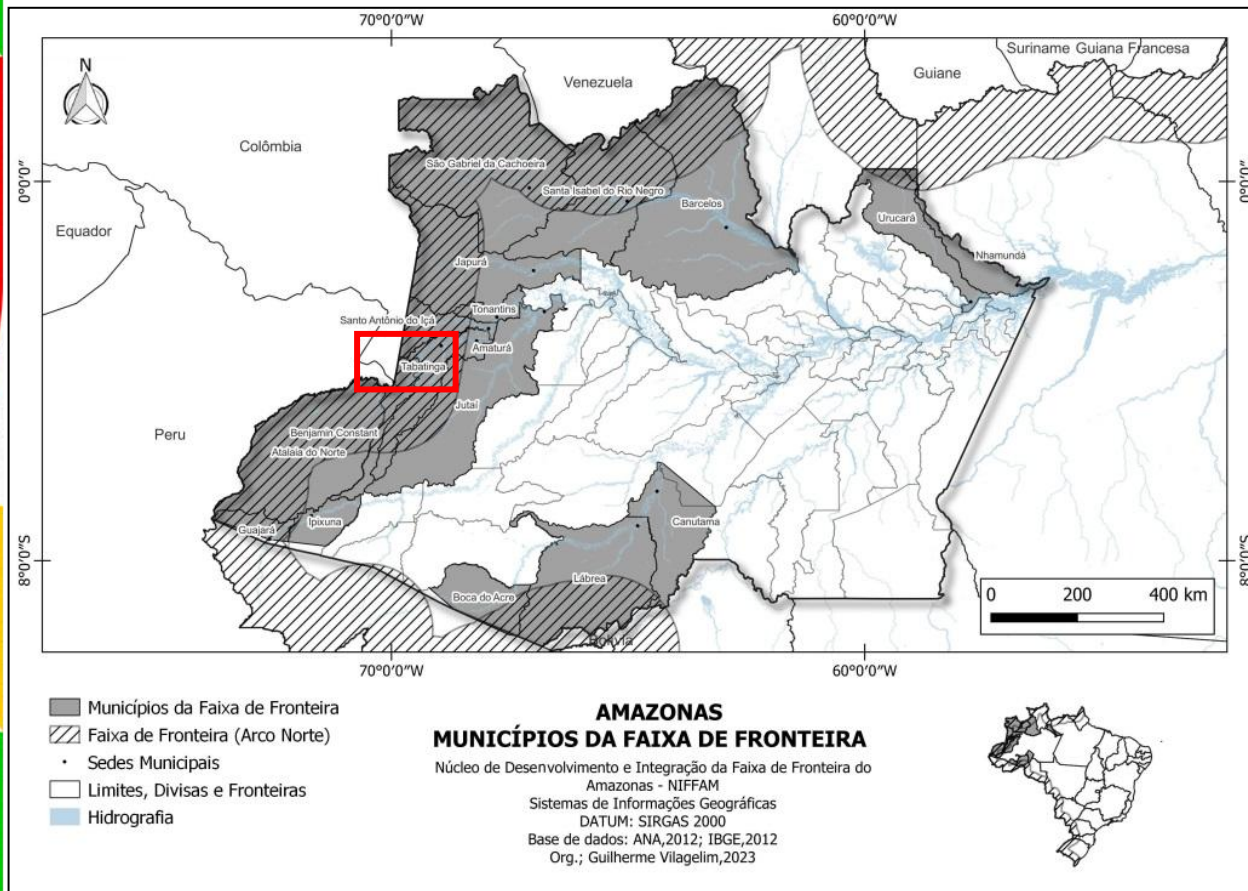 70°0'0"W
60°0'0"W
N
Suriname
Guiana Francesa
Venezuela
Guiane
Colômbia
0°0'0"
0°0'0"
São Gabriel da Cachoeira
Santa Isabel do Rio Negro
Barcelos
Urucará
Equador
Nhamundá
Japurá
Tonantins
Santo Antônio do Içá
Amaturá
Tabatinga
Jutaí
Peru
Benjamin Constant
Atalaia do Norte
Guajará
Ipixuna
Canutama
Lábrea
Boca do Acre
Bolívia
8°0'0"S
8°0'0"S
0
200
400 km
70°0'0"W
60°0'0"W
Municípios da Faixa de Fronteira
Faixa de Fronteira (Arco Norte)
Sedes Municipais
Limites, Divisas e Fronteiras
Hidrografia
AMAZONAS
MUNICÍPIOS DA FAIXA DE FRONTEIRA
Núcleo de Desenvolvimento e Integração da Faixa de Fronteira do
Amazonas - NIFFAM
Sistemas de Informações Geográficas
DATUM: SIRGAS 2000
Base de dados: ANA,2012; IBGE,2012
Org.; Guilherme Vilagelim,2023